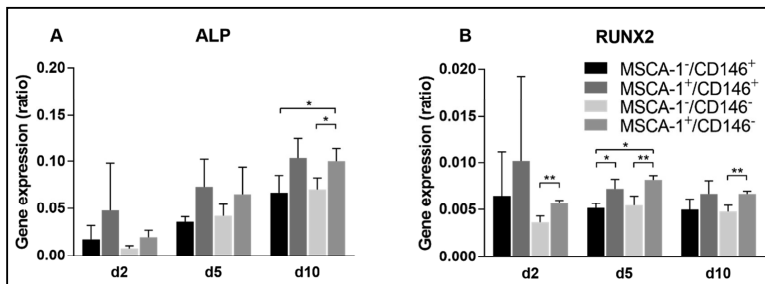 A ALP
Gene expression (ratio)
0.20
0.15
0.10
0.05
0.00
d2 d5 d10
*
*
B RUNX2
Gene expression (ratio)
0.020
0.015
0.010
0.005
0.000
d2 d5 d10
MSCA-1⁻/CD146⁺
MSCA-1⁺/CD146⁺
MSCA-1⁻/CD146⁻
MSCA-1⁺/CD146⁻
**
*
*
**
**